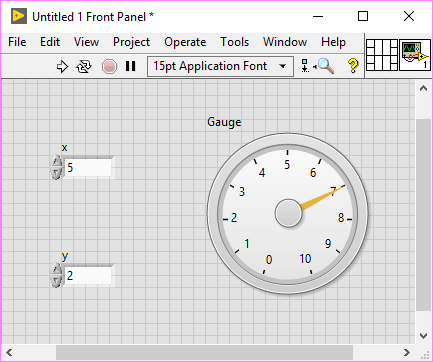 Untitled 1 Front Panel *
File Edit View Project Operate Tools Window Help
15pt Application Font
1
Gauge
x
5
y
2
0
1
2
3
4
5
6
7
8
9
10